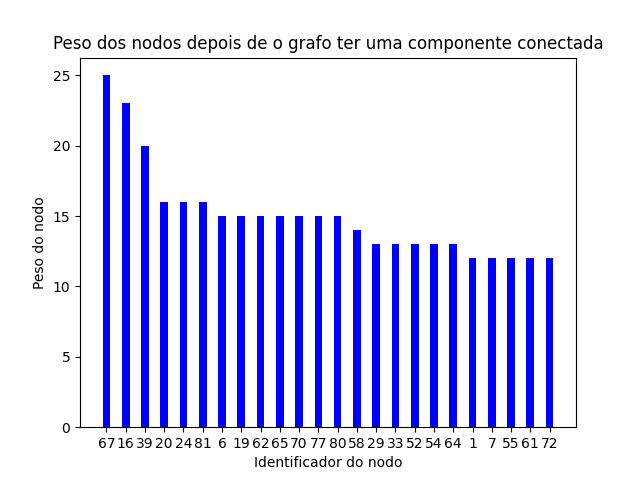 Peso dos nodos depois de o grafo ter uma componente conectada
25
20
15
10
5
0
Peso do nodo
67 16 39 20 24 81 6 19 62 65 70 77 80 58 29 33 52 54 64 1 7 55 61 72
Identificador do nodo